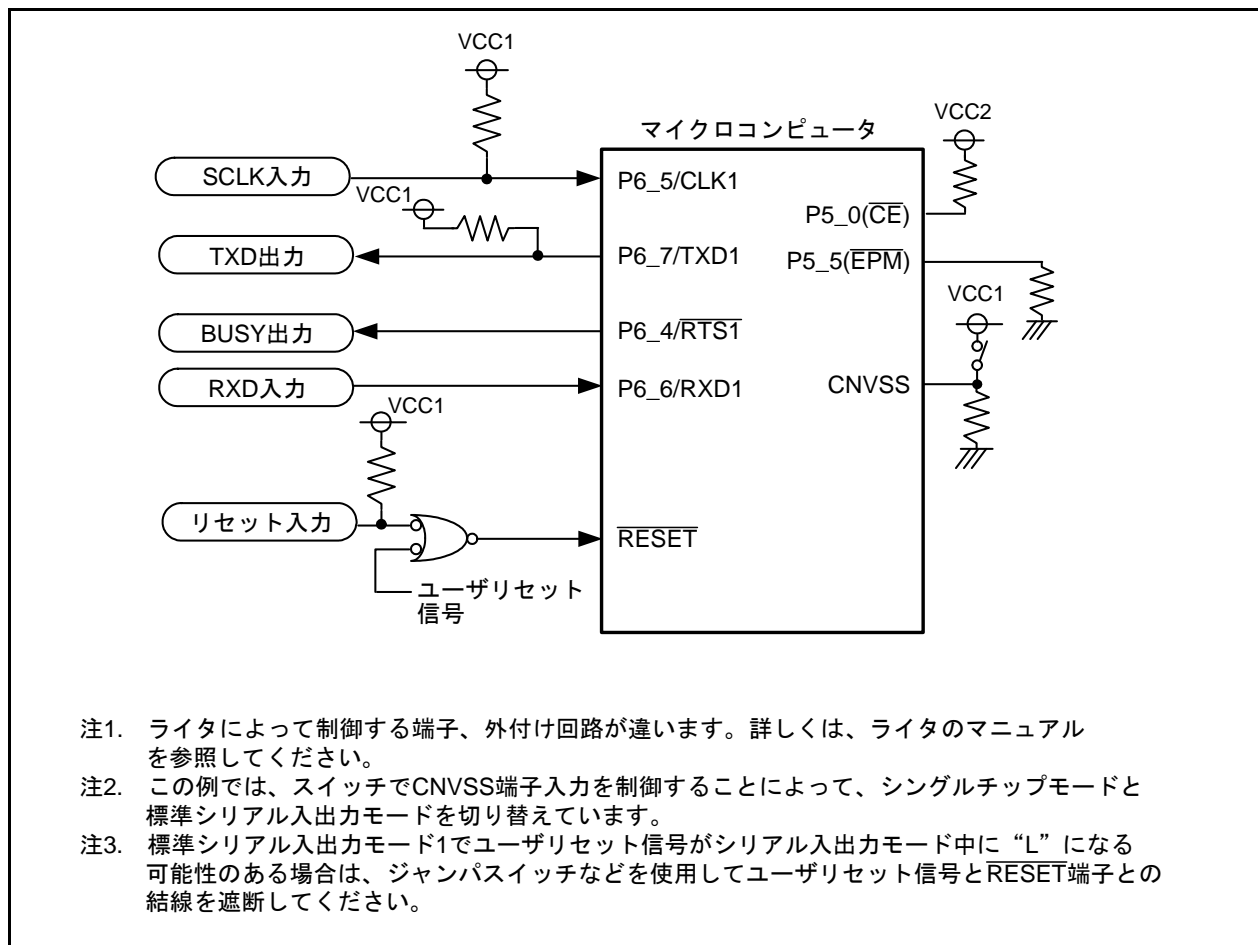 VCC1
VCC2
マイクロコンピュータ
SCLK入力
P6_5/CLK1
VCC1
P5_0(CE)
TXD出力
P6_7/TXD1
P5_5(EPM)
VCC1
BUSY出力
P6_4/RTS1
RXD入力
P6_6/RXD1
CNVSS
VCC1
リセット入力
RESET
ユーザリセット
信号
注1. ライタによって制御する端子、外付け回路が違います。詳しくは、ライタのマニュアル
を参照してください。
注2. この例では、スイッチでCNVSS端子入力を制御することによって、シングルチップモードと
標準シリアル入出力モードを切り替えています。
注3. 標準シリアル入出力モード1でユーザリセット信号がシリアル入出力モード中に“L”になる
可能性のある場合は、ジャンパスイッチなどを使用してユーザリセット信号とRESET端子との
結線を遮断してください。